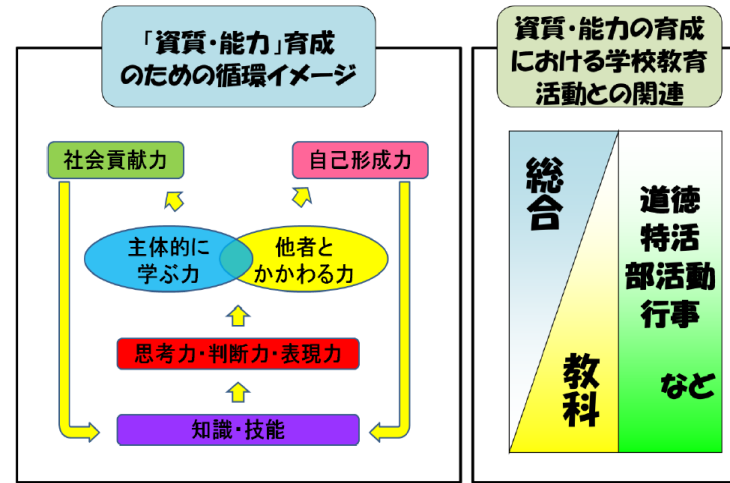 「資質・能力」育成
のための循環イメージ
社会貢献力
自己形成力
主体的に
学ぶ力
他者と
かかわる力
思考力・判断力・表現力
知識・技能
資質・能力の育成
における学校教育
活動との関連
総合
教科
道徳
特活
部活動
行事
など